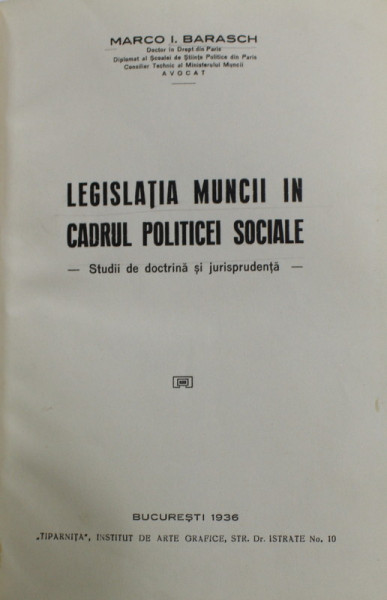 MARCO I. BARASCH
Doctor în Drept din Paris
Diplomat al Școalei de Științe Politice din Paris
Consilier Technic al Ministerului Muncii
AVOCAT
LEGISLAȚIA MUNCII IN
CADRUL POLITICEI SOCIALE
— Studii de doctrină și jurisprudență —
BUCUREȘTI 1936
„TIPARNIȚA", INSTITUT DE ARTE GRAFICE, STR. Dr. ISTRATE No. 10